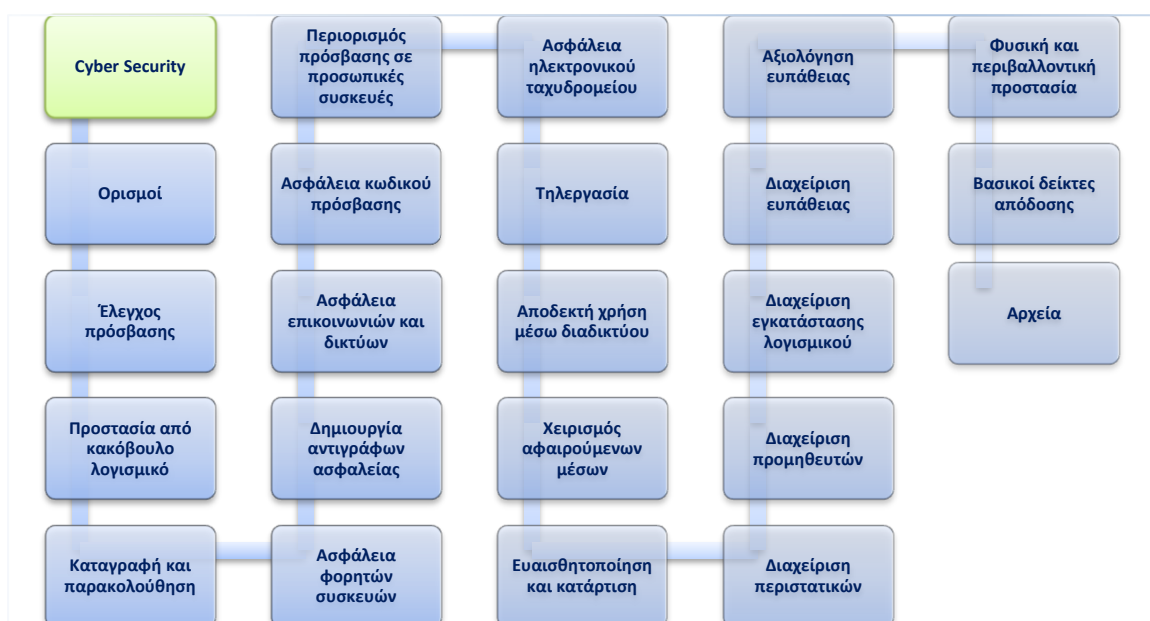 Cyber Security
Ορισμοί
Έλεγχος
πρόσβασης
Προστασία από
κακόβουλο
λογισμικό
Καταγραφή και
παρακολούθηση
Ασφάλεια
φορητών
συσκευών
Δημιουργία
αντιγράφων
ασφαλείας
Ασφάλεια
επικοινωνιών και
δικτύων
Ασφάλεια κωδικού
πρόσβασης
Περιορισμός
πρόσβασης σε
προσωπικές
συσκευές
Ασφάλεια
ηλεκτρονικού
ταχυδρομείου
Τηλεργασία
Αποδεκτή χρήση
μέσω διαδικτύου
Χειρισμός
αφαιρούμενων
μέσων
Ευαισθητοποίηση
και κατάρτιση
Διαχείριση
περιστατικών
Διαχείριση
προμηθευτών
Διαχείριση
εγκατάστασης
λογισμικού
Διαχείριση
ευπάθειας
Αξιολόγηση
ευπάθειας
Φυσική και
περιβαλλοντική
προστασία
Βασικοί δείκτες
απόδοσης
Αρχεία